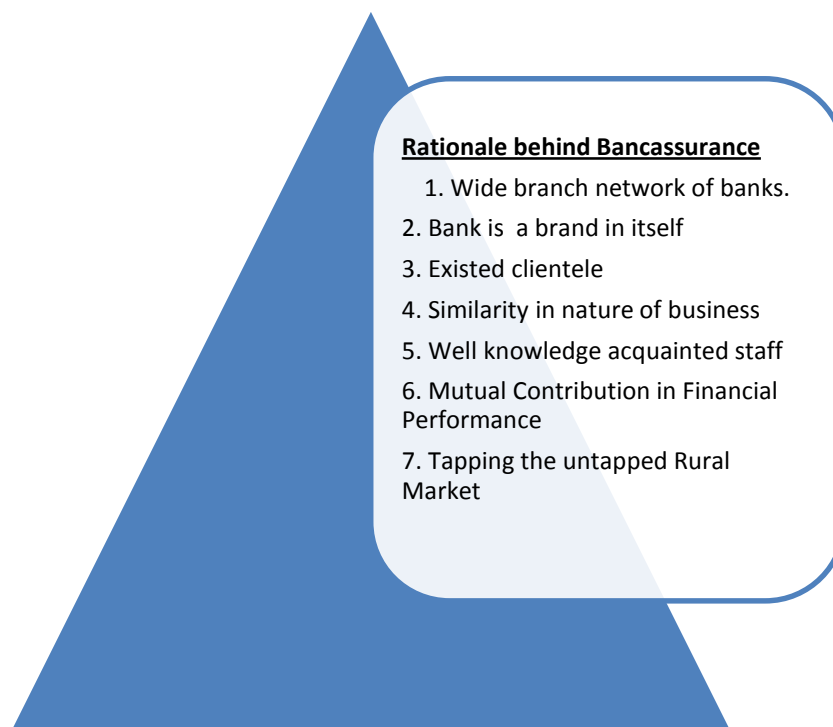 Rationale behind Bancassurance
1. Wide branch network of banks.
2. Bank is a brand in itself
3. Existed clientele
4. Similarity in nature of business
5. Well knowledge acquainted staff
6. Mutual Contribution in Financial
Performance
7. Tapping the untapped Rural
Market